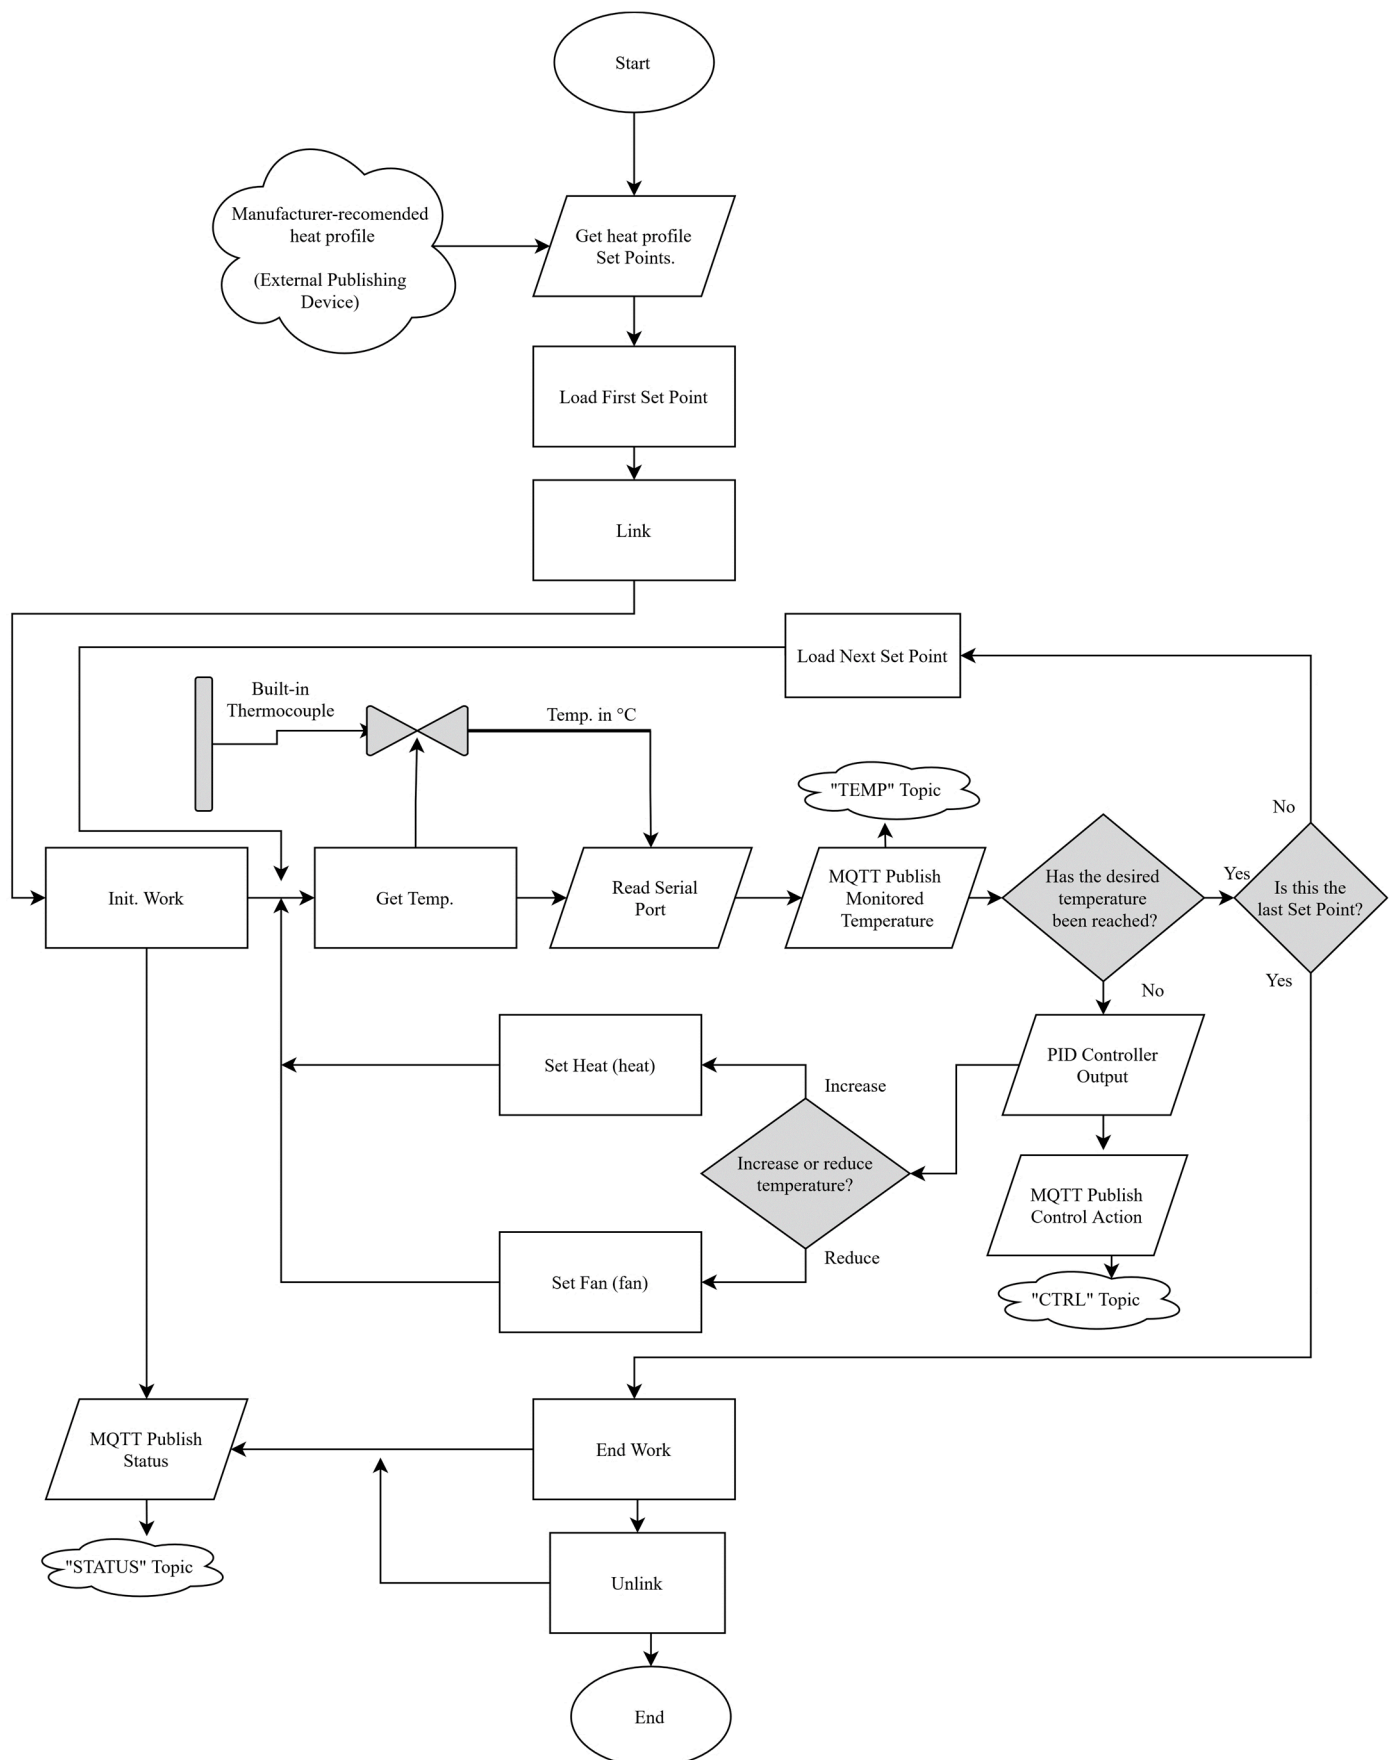 Start
Manufacturer-recomended
heat profile
(External Publishing
Device)
Get heat profile
Set Points.
Load First Set Point
Link
Load Next Set Point
Built-in
Thermocouple
Temp. in °C
"TEMP" Topic
No
Init. Work
Get Temp.
Read Serial
Port
MQTT Publish
Monitored
Temperature
Has the desired
temperature
been reached?
Yes
Is this the
last Set Point?
Yes
No
Set Heat (heat)
Increase
PID Controller
Output
Increase or reduce
temperature?
MQTT Publish
Control Action
Set Fan (fan)
Reduce
"CTRL" Topic
MQTT Publish
Status
End Work
"STATUS" Topic
Unlink
End